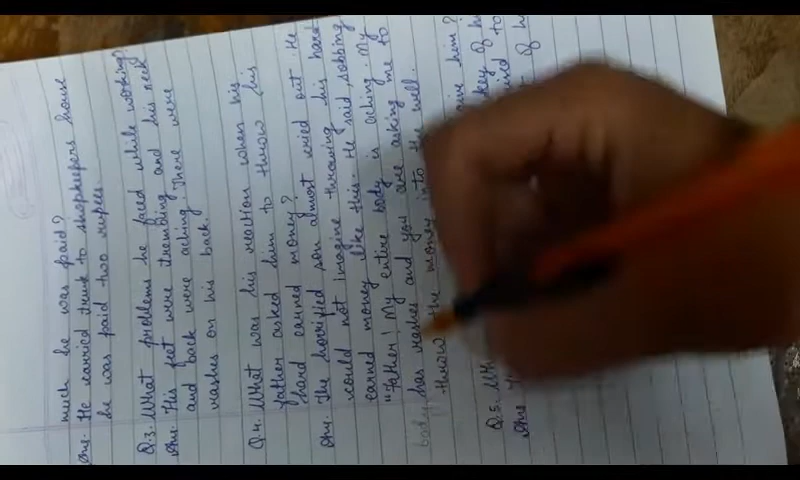 much he was paid?
Ans. He carried trunk to shopkeepers house
he was paid two rupees.
Q.3. What problems he faced while working?
Ans. His feet were trembling and his neck
and back were aching. There were
rashes on his back.
Q.4. What was his reaction when his
father asked him to throw his
hard earned money?
Ans. The horrified son almost cried out. He
could not imagine throwing his hard
earned money like this. He said, sobbing
"Father! My entire body is aching. My
body has rashes and you are asking me to
throw the money into the well.
Q.5.